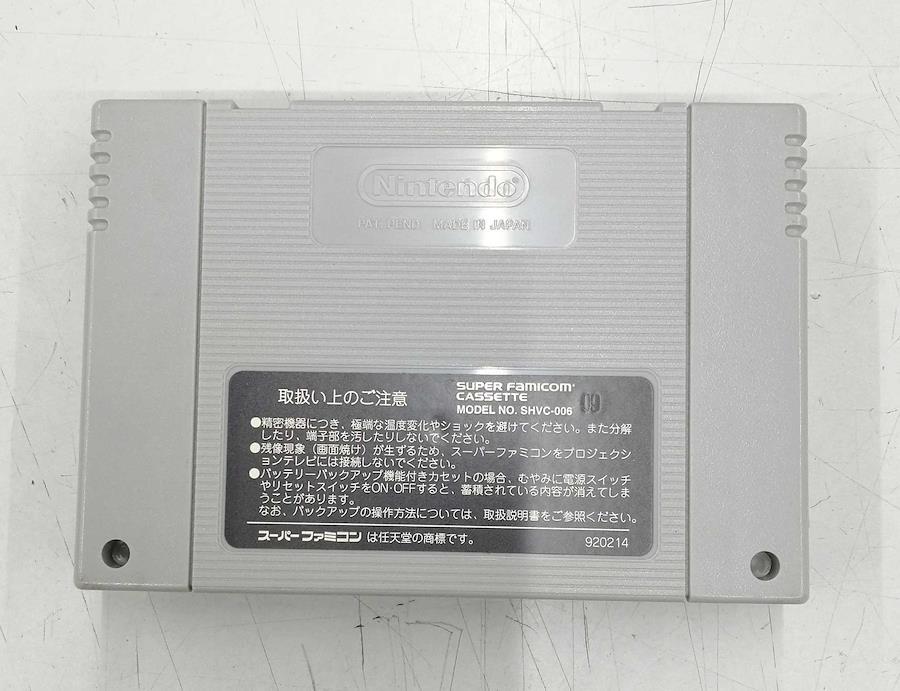 Nintendo®
PAT. PEND. MADE IN JAPAN
取扱い上のご注意
SUPER FAMICOM®
CASSETTE
MODEL NO. SHVC-006
09
●精密機器につき、極端な温度変化やショックを避けてください。また分解
したり、端子部を汚したりしないでください。
●残像現象（画面焼け）が生ずるため、スーパーファミコンをプロジェクシ
ョンテレビには接続しないでください。
●バッテリーバックアップ機能付きカセットの場合、むやみに電源スイッチ
やリセットスイッチをON・OFFすると、蓄積されている内容が消えてしま
うことがあります。
なお、バックアップの操作方法については、取扱説明書をご参照ください。
スーパーファミコン は任天堂の商標です。
920214